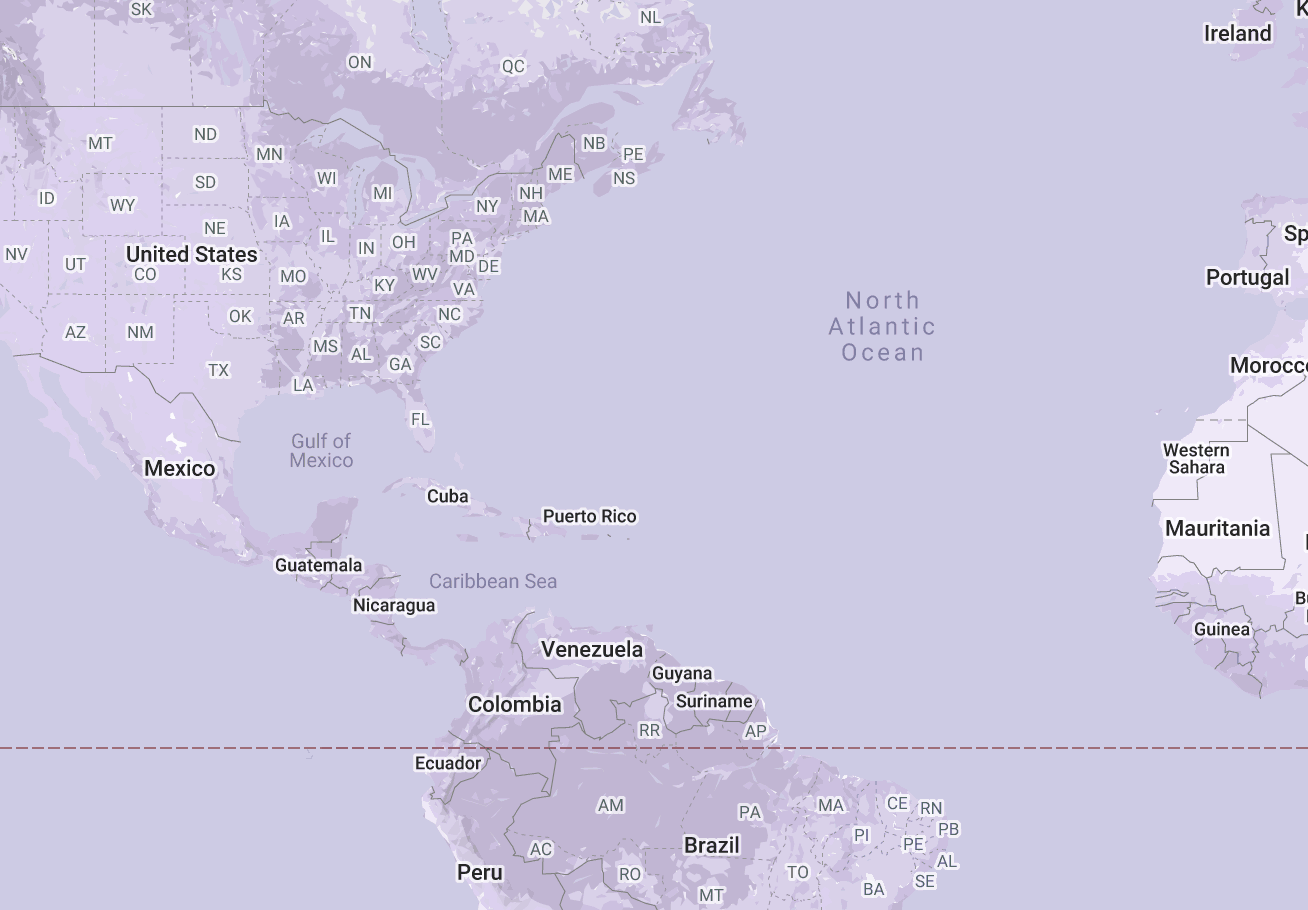 SK
NL
K
Ireland
ON
QC
MT
ND
MN
NB
PE
WI
ME
NS
SD
MI
NH
ID
WY
NY
MA
IA
NE
IL
IN
OH
PA
Sp
NV
United States
MD
UT
CO
KS
MO
WV
DE
Portugal
KY
VA
North
Atlantic
Ocean
OK
AR
TN
NC
AZ
NM
MS
AL
SC
TX
GA
Morocco
LA
FL
Gulf of
Mexico
Western
Sahara
Mexico
Cuba
Puerto Rico
Mauritania
Guatemala
Caribbean Sea
Nicaragua
Bu
Guinea
Venezuela
Guyana
Colombia
Suriname
RR
AP
Ecuador
AM
PA
MA
CE
RN
PI
PB
Brazil
PE
AC
AL
Peru
RO
TO
SE
MT
BA